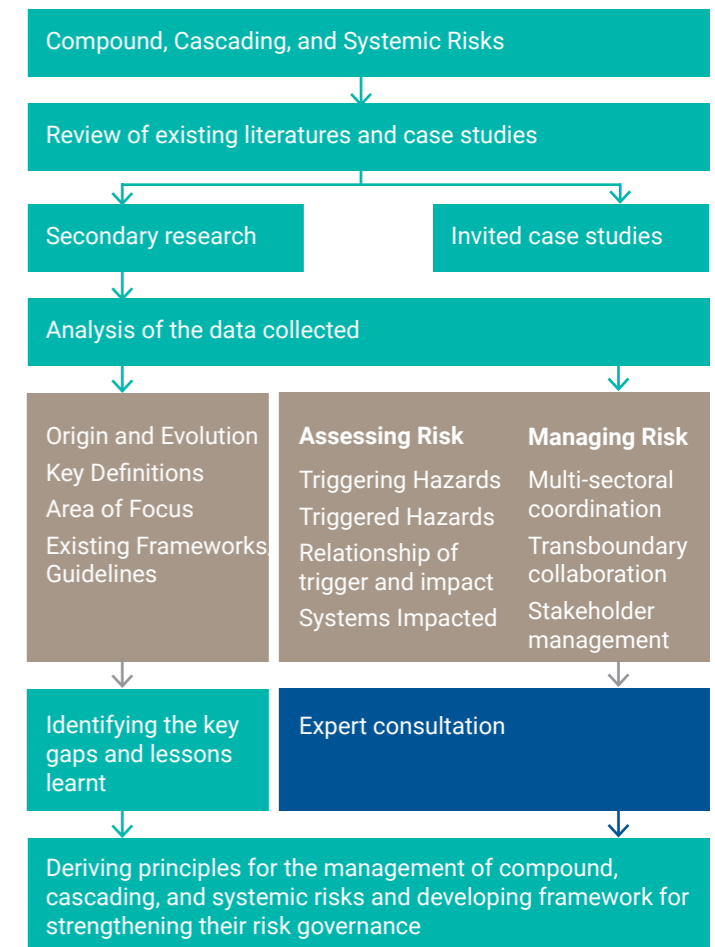 Compound, Cascading, and Systemic Risks
Review of existing literatures and case studies
Secondary research
Invited case studies
Analysis of the data collected
Origin and Evolution
Key Definitions
Area of Focus
Existing Frameworks,
Guidelines
Assessing Risk
Triggering Hazards
Triggered Hazards
Relationship of
trigger and impact
Systems Impacted
Managing Risk
Multi-sectoral
coordination
Transboundary
collaboration
Stakeholder
management
Identifying the key
gaps and lessons
learnt
Expert consultation
Deriving principles for the management of compound,
cascading, and systemic risks and developing framework for
strengthening their risk governance